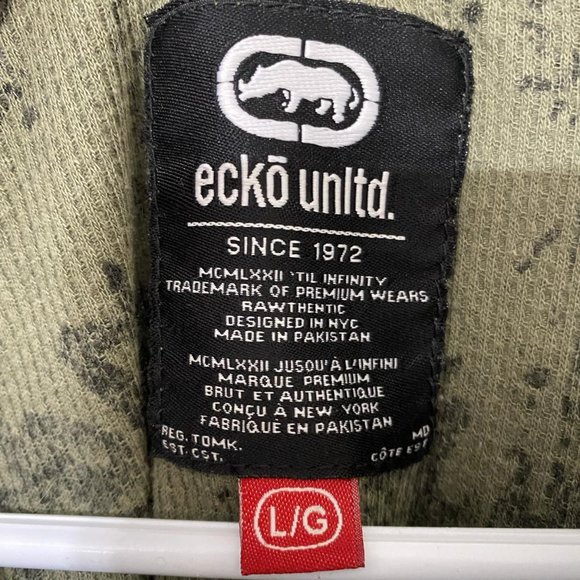 eckō unltd.
SINCE 1972
MCMLXXII 'TIL INFINITY
TRADEMARK OF PREMIUM WEARS
RAWTHENTIC
DESIGNED IN NYC
MADE IN PAKISTAN
MCMLXXII JUSQU'À L'INFINI
MARQUE PREMIUM
BRUT ET AUTHENTIQUE
CONÇU À NEW YORK
FABRIQUÉ EN PAKISTAN
REG. TDMK. MD
EST. CST. CÔTE EST
L/G